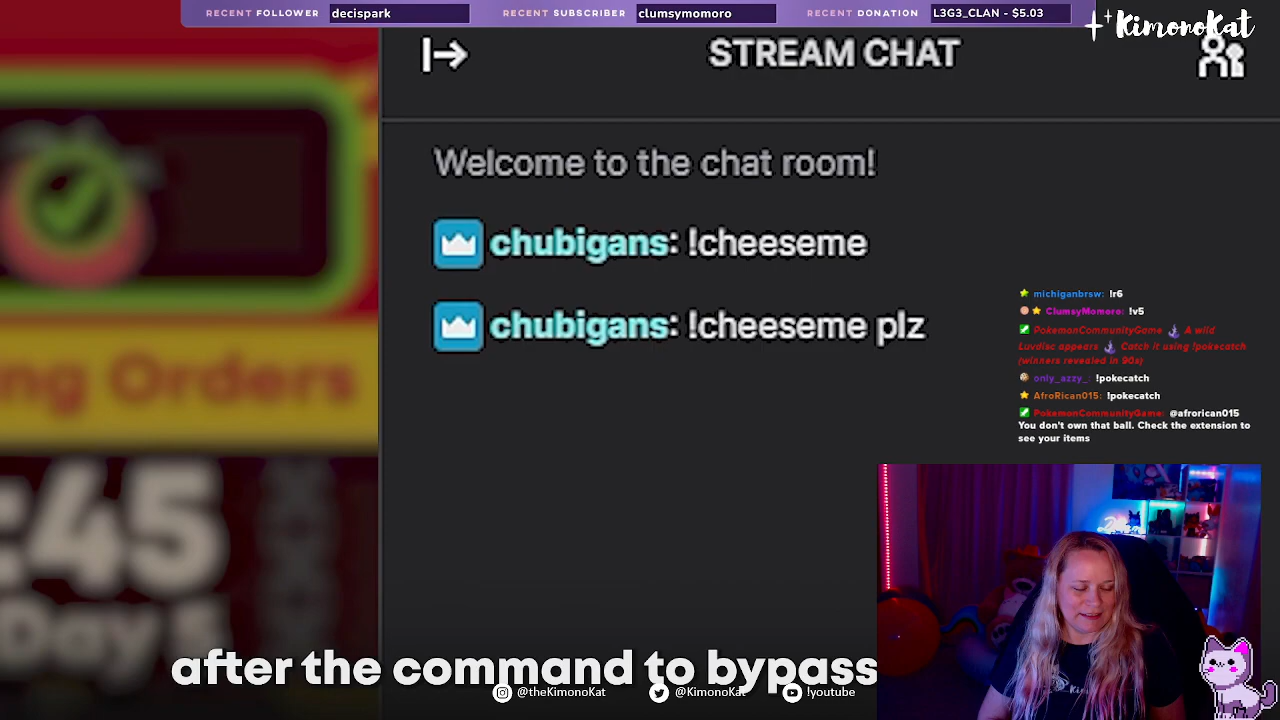 RECENT FOLLOWER decispark RECENT SUBSCRIBER clumsymomoro RECENT DONATION L3G3_CLAN - $5.03
KimonoKat
STREAM CHAT
Welcome to the chat room!
chubigans: !cheeseme
chubigans: !cheeseme plz
michiganbrsw: !r6
ClumsyMomoro: !v5
PokemonCommunityGame A wild
Luvdisc appears Catch it using !pokecatch
(winners revealed in 90s)
only_azzy_: !pokecatch
AfroRican015: !pokecatch
PokemonCommunityGame: @afrorican015
You don't own that ball. Check the extension to
see your items
:45
Day
after the command to bypass
@theKimonoKat @KimonoKat !youtube